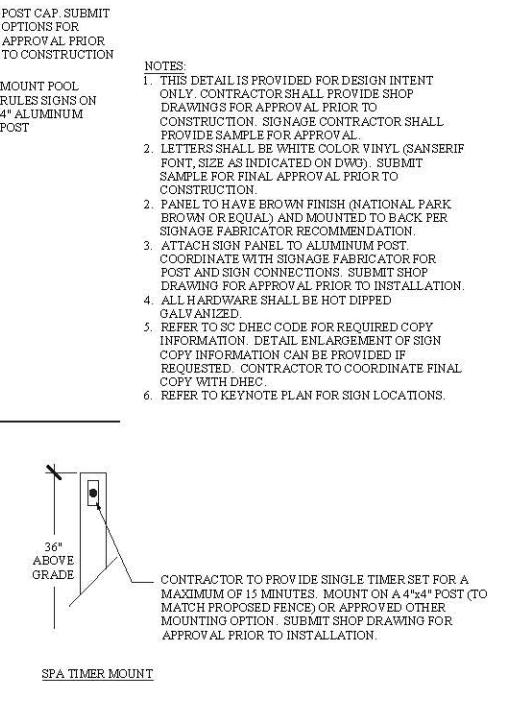 POST CAP. SUBMIT
OPTIONS FOR
APPROVAL PRIOR
TO CONSTRUCTION
MOUNT POOL
RULES SIGNS ON
4" ALUMINUM
POST
NOTES:
1. THIS DETAIL IS PROVIDED FOR DESIGN INTENT
ONLY. CONTRACTOR SHALL PROVIDE SHOP
DRAWINGS FOR APPROVAL PRIOR TO
CONSTRUCTION. SIGNAGE CONTRACTOR SHALL
PROVIDE SAMPLE FOR APPROVAL.
2. LETTERS SHALL BE WHITE COLOR VINYL (SANSERIF
FONT, SIZE AS INDICATED ON DWG). SUBMIT
SAMPLE FOR FINAL APPROVAL PRIOR TO
CONSTRUCTION.
2. PANEL TO HAVE BROWN FINISH (NATIONAL PARK
BROWN OR EQUAL) AND MOUNTED TO BACK PER
SIGNAGE FABRICATOR RECOMMENDATION.
3. ATTACH SIGN PANEL TO ALUMINUM POST.
COORDINATE WITH SIGNAGE FABRICATOR FOR
POST AND SIGN CONNECTIONS. SUBMIT SHOP
DRAWING FOR APPROVAL PRIOR TO INSTALLATION.
4. ALL HARDWARE SHALL BE HOT DIPPED
GALVANIZED.
5. REFER TO SC DHEC CODE FOR REQUIRED COPY
INFORMATION. DETAIL ENLARGEMENT OF SIGN
COPY INFORMATION CAN BE PROVIDED IF
REQUESTED. CONTRACTOR TO COORDINATE FINAL
COPY WITH DHEC.
6. REFER TO KEYNOTE PLAN FOR SIGN LOCATIONS.
36"
ABOVE
GRADE
CONTRACTOR TO PROVIDE SINGLE TIMER SET FOR A
MAXIMUM OF 15 MINUTES. MOUNT ON A 4"x4" POST (TO
MATCH PROPOSED FENCE) OR APPROVED OTHER
MOUNTING OPTION. SUBMIT SHOP DRAWING FOR
APPROVAL PRIOR TO INSTALLATION.
SPA TIMER MOUNT